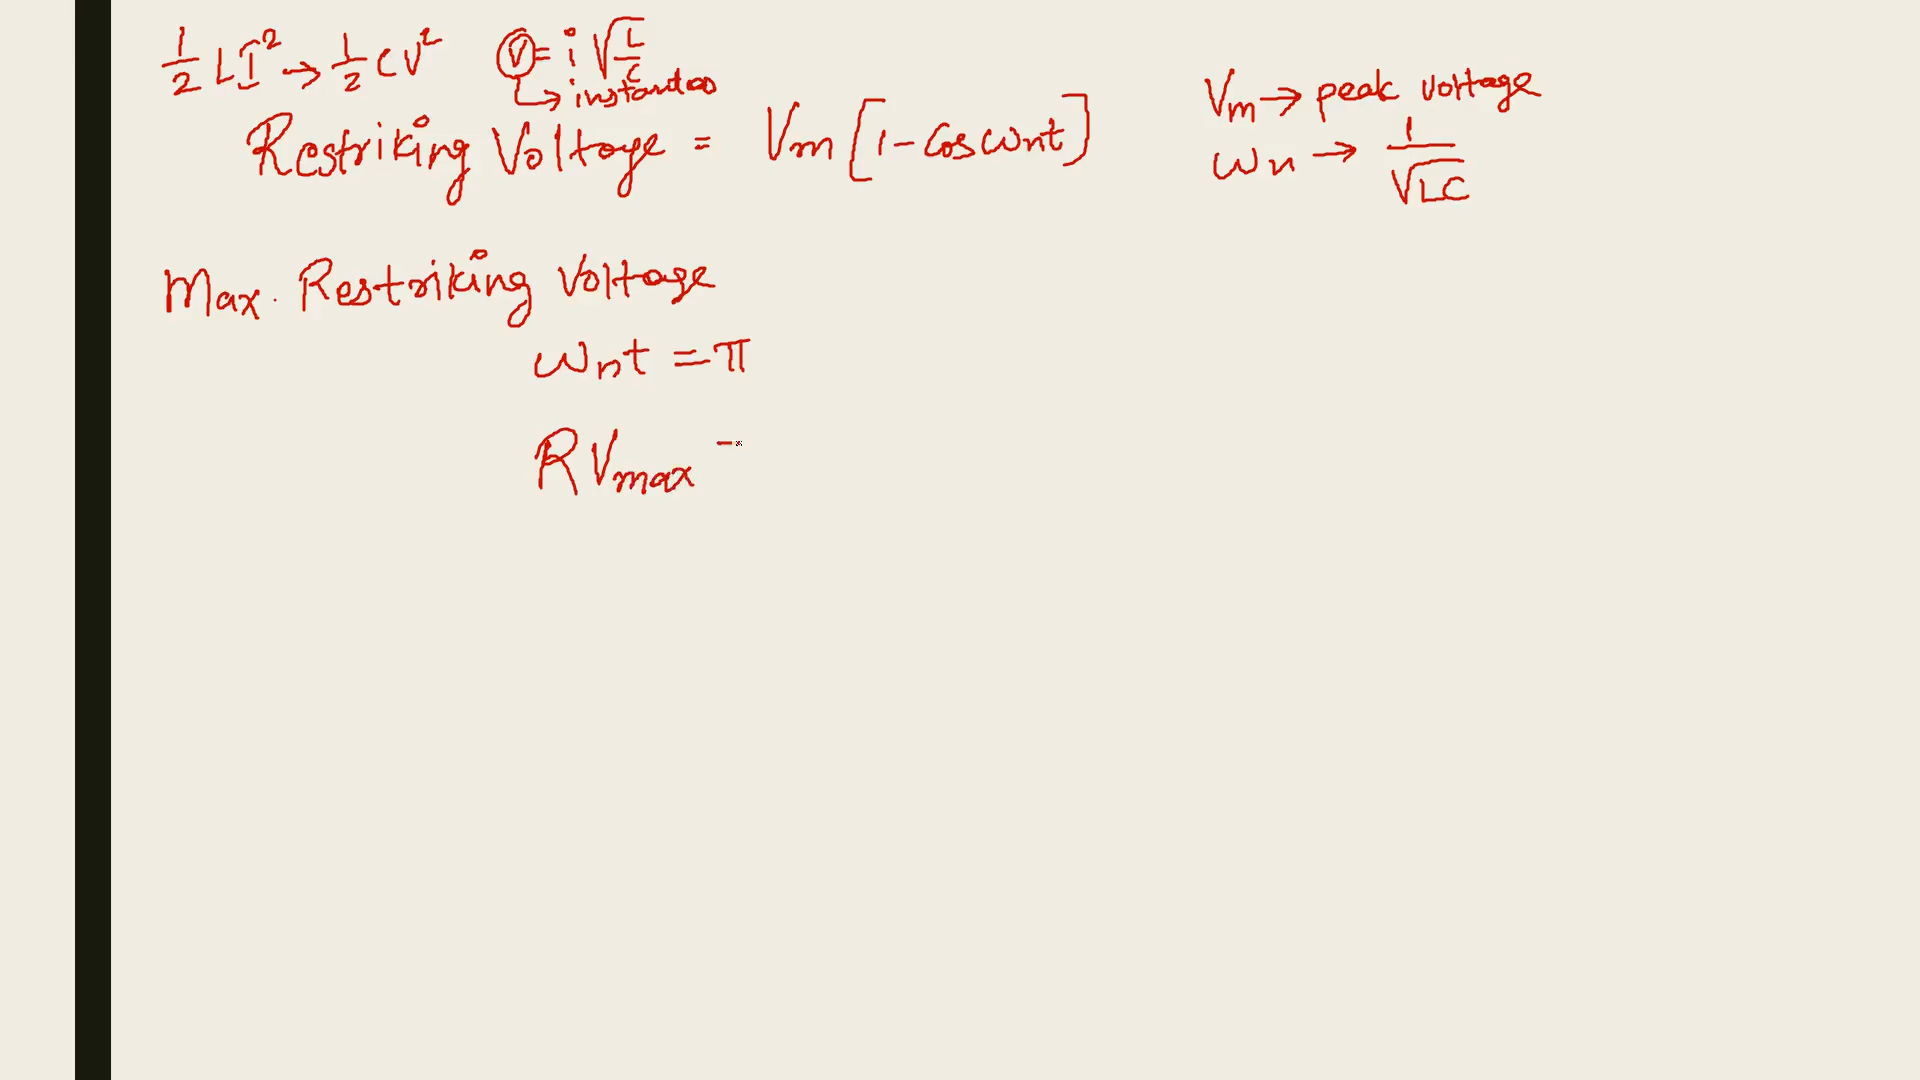 1/2 LI² → 1/2 CV² V = i √(L/C)
↳ instantaneo
Restriking Voltage = Vm [1 - Cos ωnt]
Vm → peak voltage
ωn → 1/√LC
Max. Restriking Voltage
ωnt = π
RVmax =